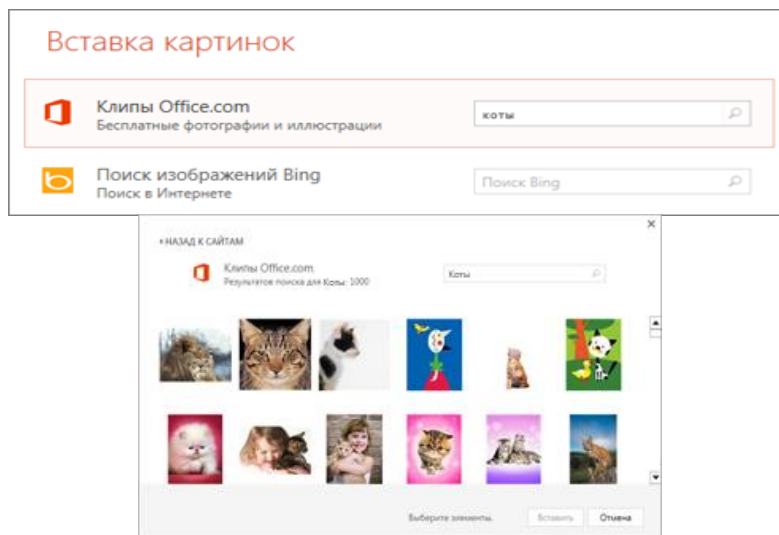 Вставка картинок
Клипы Office.com
Бесплатные фотографии и иллюстрации
коты
Поиск изображений Bing
Поиск в Интернете
Поиск Bing
НАЗАД К САЙТАМ
Клипы Office.com
Результатов поиска для Коты: 1000
Коты
Выберите элементы.
Вставить
Отмена